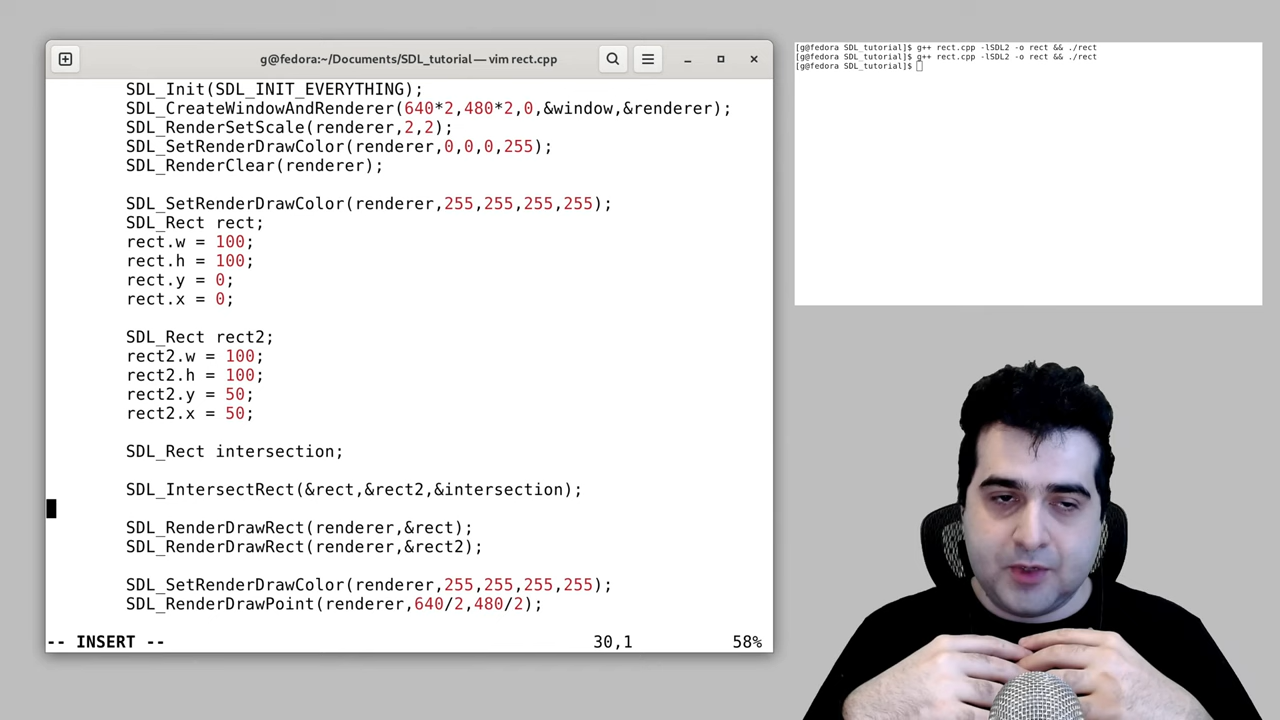 g@fedora:~/Documents/SDL_tutorial — vim rect.cpp
SDL_Init(SDL_INIT_EVERYTHING);
SDL_CreateWindowAndRenderer(640*2,480*2,0,&window,&renderer);
SDL_RenderSetScale(renderer,2,2);
SDL_SetRenderDrawColor(renderer,0,0,0,255);
SDL_RenderClear(renderer);
SDL_SetRenderDrawColor(renderer,255,255,255,255);
SDL_Rect rect;
rect.w = 100;
rect.h = 100;
rect.y = 0;
rect.x = 0;
SDL_Rect rect2;
rect2.w = 100;
rect2.h = 100;
rect2.y = 50;
rect2.x = 50;
SDL_Rect intersection;
SDL_IntersectRect(&rect,&rect2,&intersection);
SDL_RenderDrawRect(renderer,&rect);
SDL_RenderDrawRect(renderer,&rect2);
SDL_SetRenderDrawColor(renderer,255,255,255,255);
SDL_RenderDrawPoint(renderer,640/2,480/2);
-- INSERT -- 30,1 58%
[g@fedora SDL_tutorial]$ g++ rect.cpp -lSDL2 -o rect && ./rect
[g@fedora SDL_tutorial]$ g++ rect.cpp -lSDL2 -o rect && ./rect
[g@fedora SDL_tutorial]$